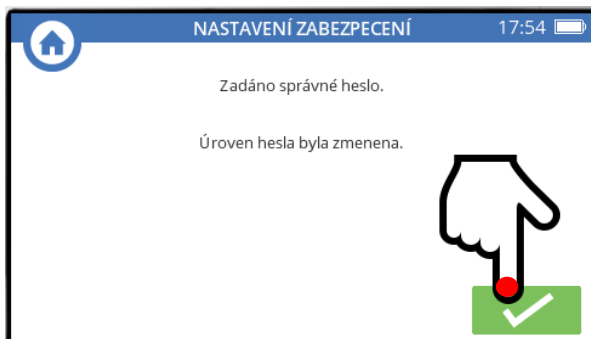 NASTAVENÍ ZABEZPECENÍ 17:54
Zadáno správné heslo.
Úroven hesla byla zmenena.